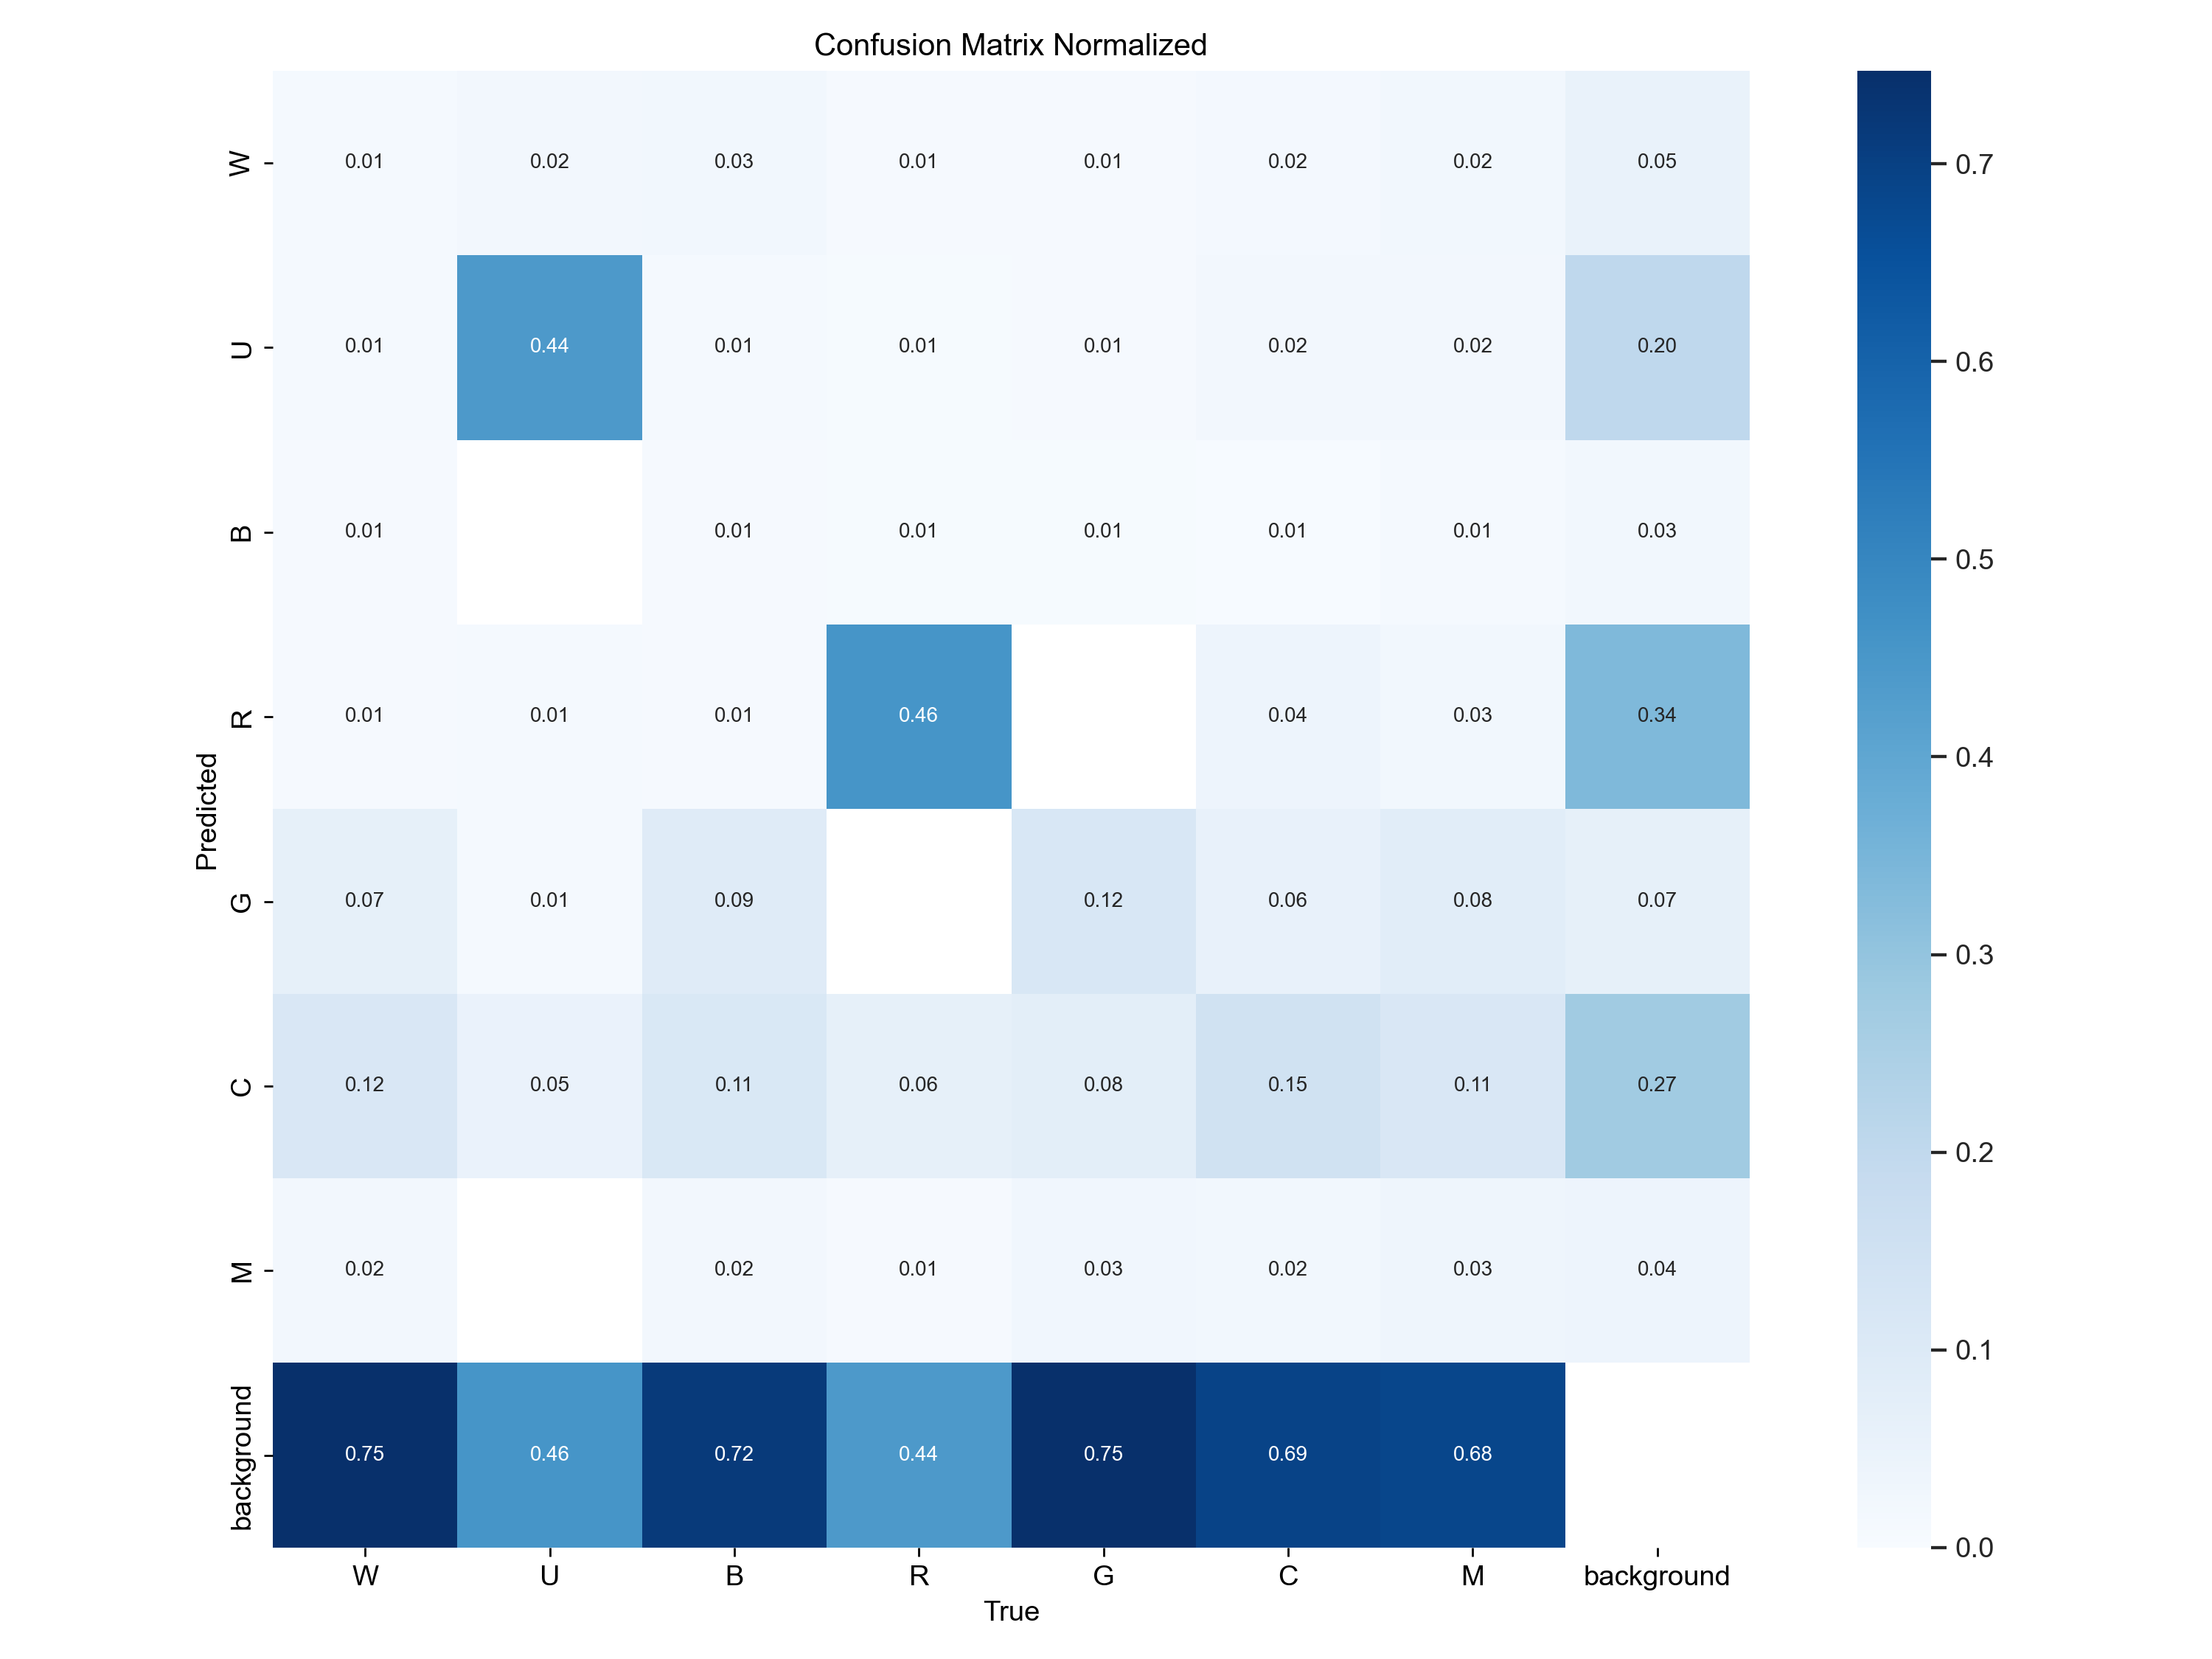 Confusion Matrix Normalized
W 0.01 0.02 0.03 0.01 0.01 0.02 0.02 0.05
U 0.01 0.44 0.01 0.01 0.01 0.02 0.02 0.20
B 0.01 0.01 0.01 0.01 0.01 0.01 0.03
R 0.01 0.01 0.01 0.46 0.04 0.03 0.34
G 0.07 0.01 0.09 0.12 0.06 0.08 0.07
C 0.12 0.05 0.11 0.06 0.08 0.15 0.11 0.27
M 0.02 0.02 0.01 0.03 0.02 0.03 0.04
background 0.75 0.46 0.72 0.44 0.75 0.69 0.68
W U B R G C M background
True
Predicted
0.7
0.6
0.5
0.4
0.3
0.2
0.1
0.0